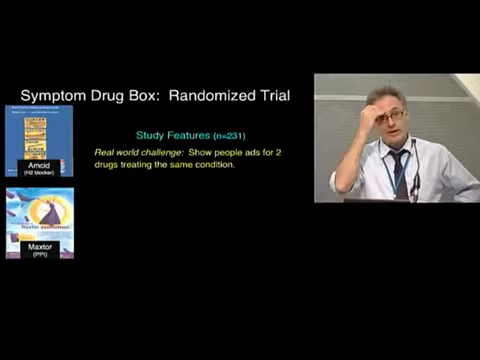 Symptom Drug Box: Randomized Trial
Study Features (n=231)
Real world challenge: Show people ads for 2
drugs treating the same condition.
Amcid
(H2 blocker)
Maxtor
(PPI)